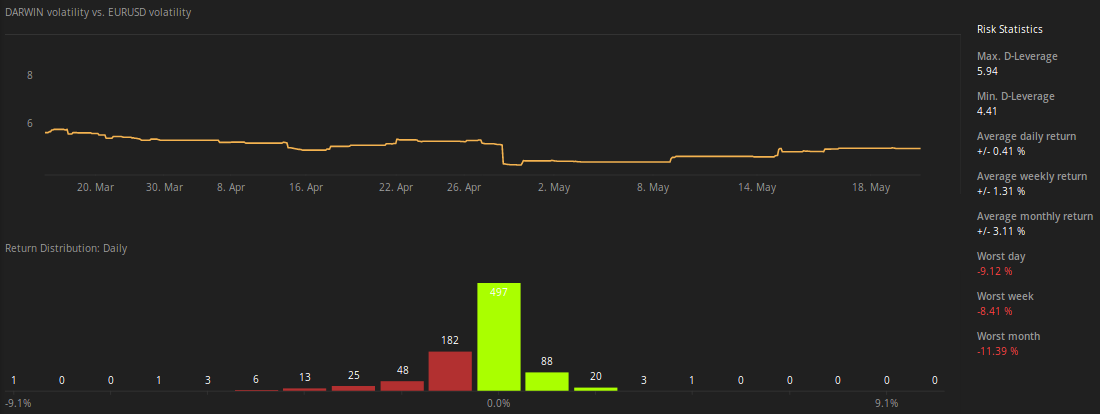 DARWIN volatility vs. EURUSD volatility
8
6
20. Mar 30. Mar 8. Apr 16. Apr 22. Apr 26. Apr 2. May 8. May 14. May 18. May
Return Distribution: Daily
1 0 0 1 3 6 13 25 48 182 497 88 20 3 1 0 0 0 0 0
-9.1% 0.0% 9.1%
Risk Statistics
Max. D-Leverage
5.94
Min. D-Leverage
4.41
Average daily return
+/- 0.41 %
Average weekly return
+/- 1.31 %
Average monthly return
+/- 3.11 %
Worst day
-9.12 %
Worst week
-8.41 %
Worst month
-11.39 %